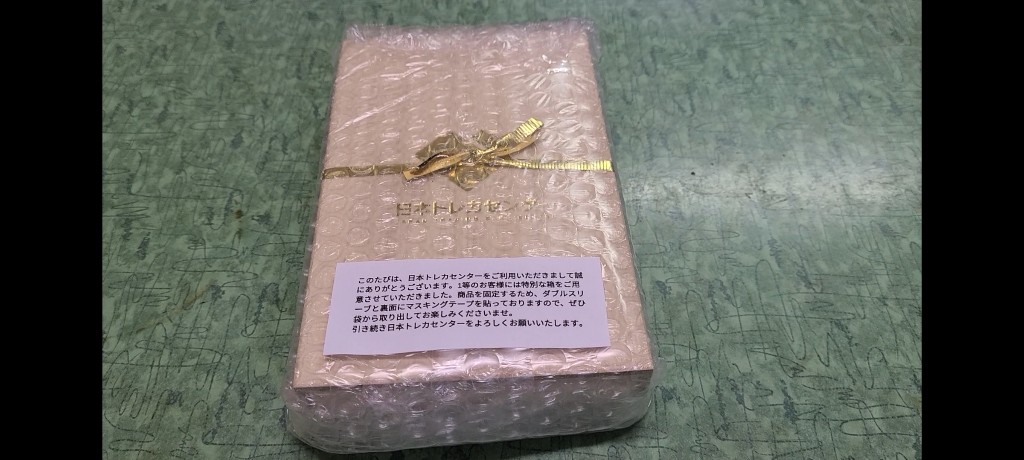 日本トレカセンター
このたびは、日本トレカセンターをご利用いただきまして誠
にありがとうございます。1等のお客様には特別な箱をご用
意させていただきました。商品を固定するため、ダブルスリ
ーブと裏面にマスキングテープを貼っておりますので、ぜひ
袋から取り出してお楽しみくださいませ。
引き続き日本トレカセンターをよろしくお願いいたします。